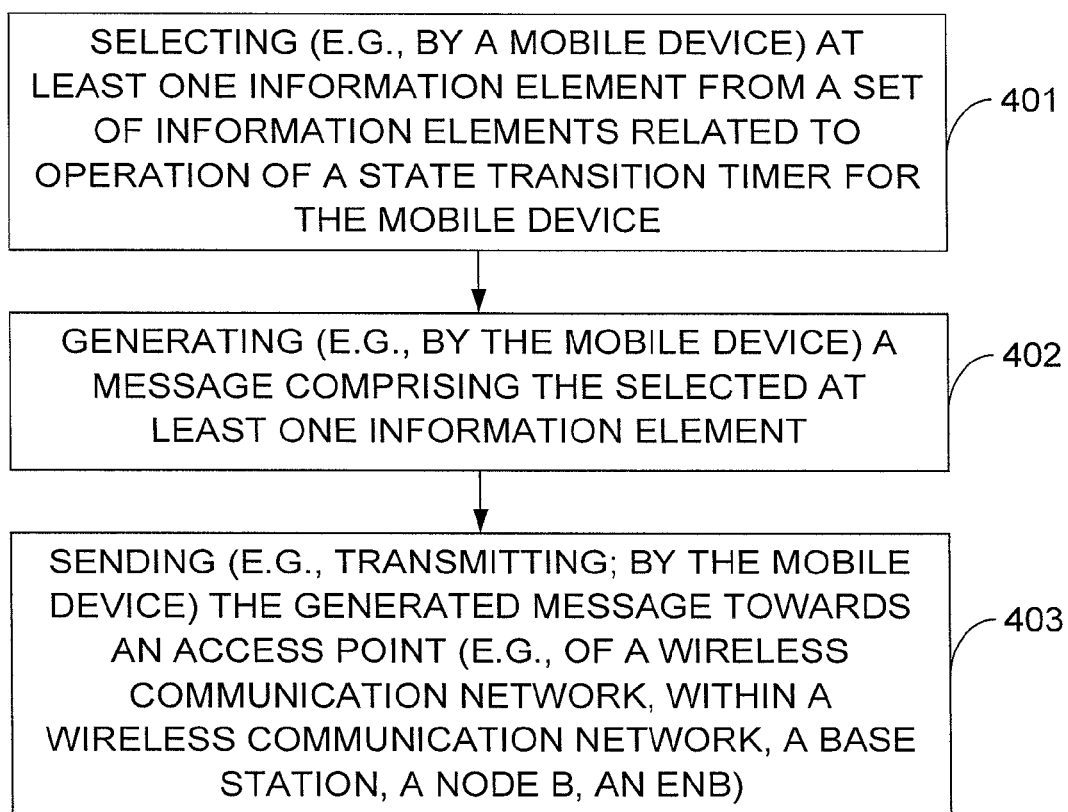 SELECTING (E.G., BY A MOBILE DEVICE) AT
LEAST ONE INFORMATION ELEMENT FROM A SET
OF INFORMATION ELEMENTS RELATED TO
OPERATION OF A STATE TRANSITION TIMER FOR
THE MOBILE DEVICE
401
GENERATING (E.G., BY THE MOBILE DEVICE) A
MESSAGE COMPRISING THE SELECTED AT
LEAST ONE INFORMATION ELEMENT
402
SENDING (E.G., TRANSMITTING; BY THE MOBILE
DEVICE) THE GENERATED MESSAGE TOWARDS
AN ACCESS POINT (E.G., OF A WIRELESS
COMMUNICATION NETWORK, WITHIN A
WIRELESS COMMUNICATION NETWORK, A BASE
STATION, A NODE B, AN ENB)
403